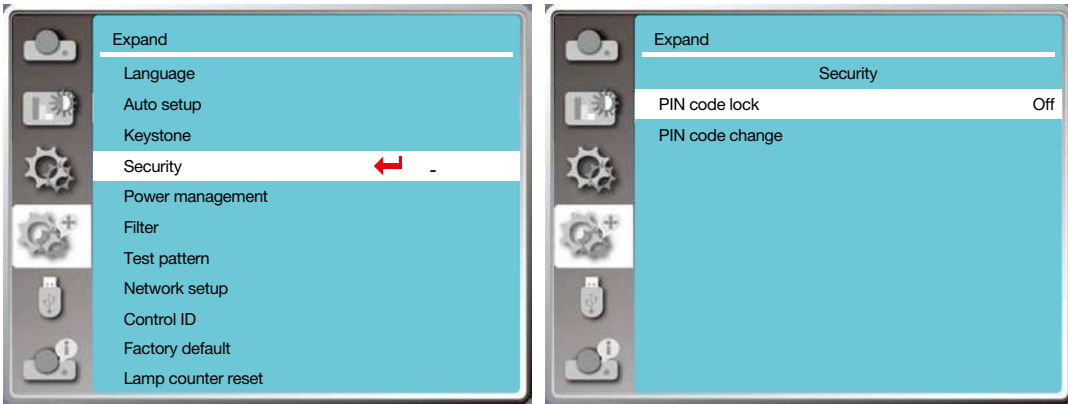 Expand
Language
Auto setup
Keystone
Security -
Power management
Filter
Test pattern
Network setup
Control ID
Factory default
Lamp counter reset
Expand
Security
PIN code lock Off
PIN code change